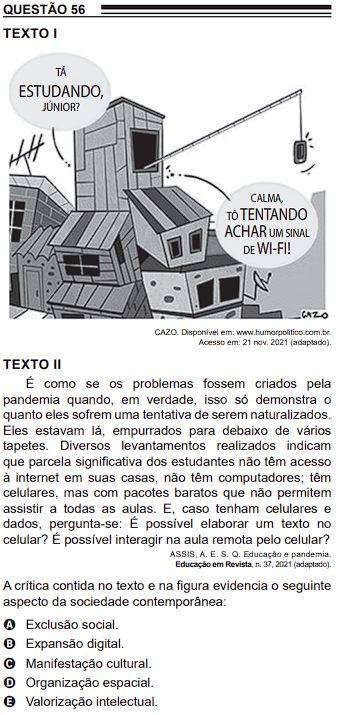 QUESTÃO 56
TEXTO I
TÁ
ESTUDANDO,
JÚNIOR?
CALMA,
TÔ TENTANDO
ACHAR UM SINAL
DE WI-FI!
CAZO
CAZO. Disponível em: www.humorpolitico.com.br.
Acesso em: 21 nov. 2021 (adaptado).
TEXTO II
É como se os problemas fossem criados pela
pandemia quando, em verdade, isso só demonstra o
quanto eles sofrem uma tentativa de serem naturalizados.
Eles estavam lá, empurrados para debaixo de vários
tapetes. Diversos levantamentos realizados indicam
que parcela significativa dos estudantes não têm acesso
à internet em suas casas, não têm computadores; têm
celulares, mas com pacotes baratos que não permitem
assistir a todas as aulas. E, caso tenham celulares e
dados, pergunta-se: É possível elaborar um texto no
celular? É possível interagir na aula remota pelo celular?
ASSIS, A. E. S. Q. Educação e pandemia.
Educação em Revista, n. 37, 2021 (adaptado).
A crítica contida no texto e na figura evidencia o seguinte
aspecto da sociedade contemporânea:
A Exclusão social.
B Expansão digital.
C Manifestação cultural.
D Organização espacial.
E Valorização intelectual.